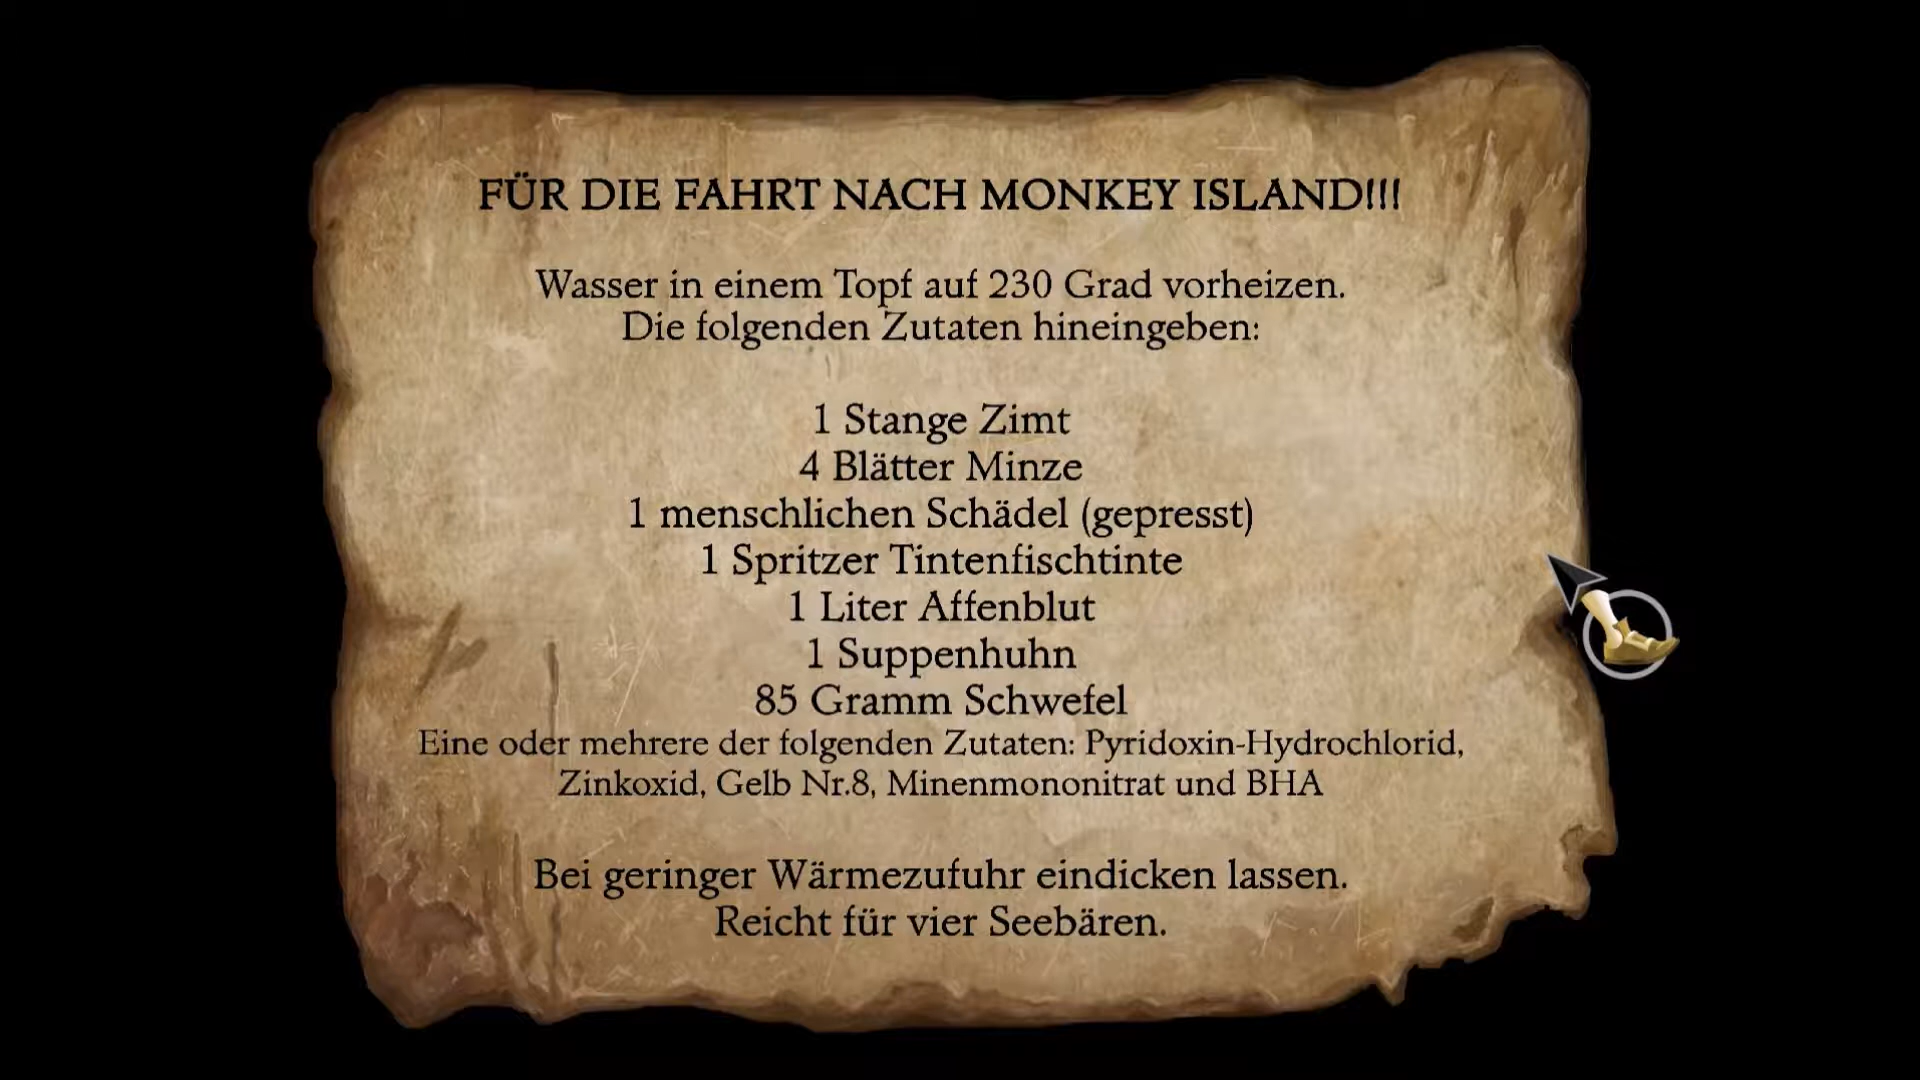 FÜR DIE FAHRT NACH MONKEY ISLAND!!!
Wasser in einem Topf auf 230 Grad vorheizen.
Die folgenden Zutaten hineingeben:
1 Stange Zimt
4 Blätter Minze
1 menschlichen Schädel (gepresst)
1 Spritzer Tintenfischtinte
1 Liter Affenblut
1 Suppenhuhn
85 Gramm Schwefel
Eine oder mehrere der folgenden Zutaten: Pyridoxin-Hydrochlorid,
Zinkoxid, Gelb Nr.8, Minenmononitrat und BHA
Bei geringer Wärmezufuhr eindicken lassen.
Reicht für vier Seebären.